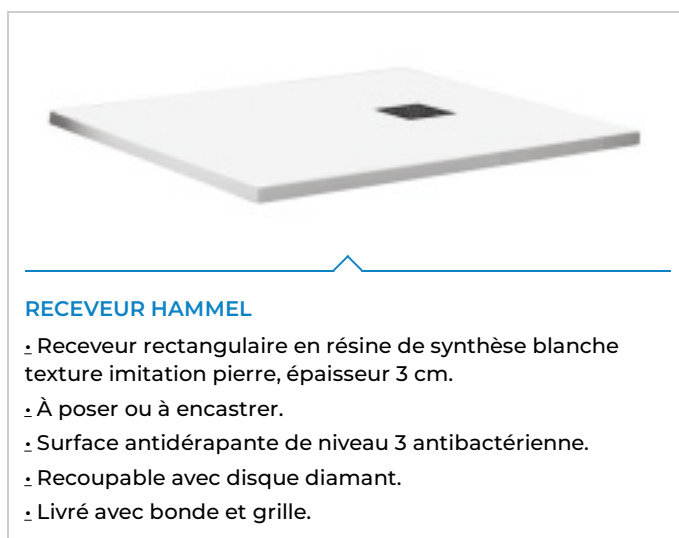 RECEVEUR HAMMEL
· Receveur rectangulaire en résine de synthèse blanche
texture imitation pierre, épaisseur 3 cm.
· À poser ou à encastrer.
· Surface antidérapante de niveau 3 antibactérienne.
· Recoupable avec disque diamant.
· Livré avec bonde et grille.